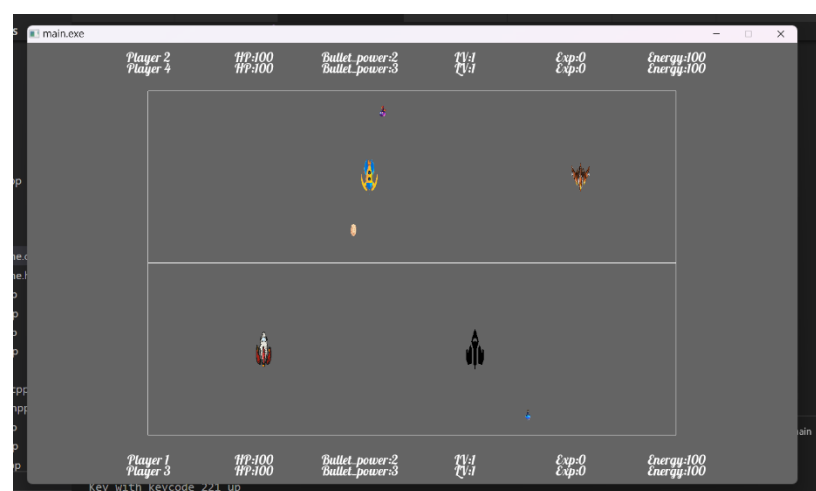 main.exe
Player 2 HP:100 Bullet_power:2 LV:1 Exp:0 Energy:100
Player 4 HP:100 Bullet_power:3 LV:1 Exp:0 Energy:100
Player 1 HP:100 Bullet_power:2 LV:1 Exp:0 Energy:100
Player 3 HP:100 Bullet_power:3 LV:1 Exp:0 Energy:100
Key with keycode 221 up